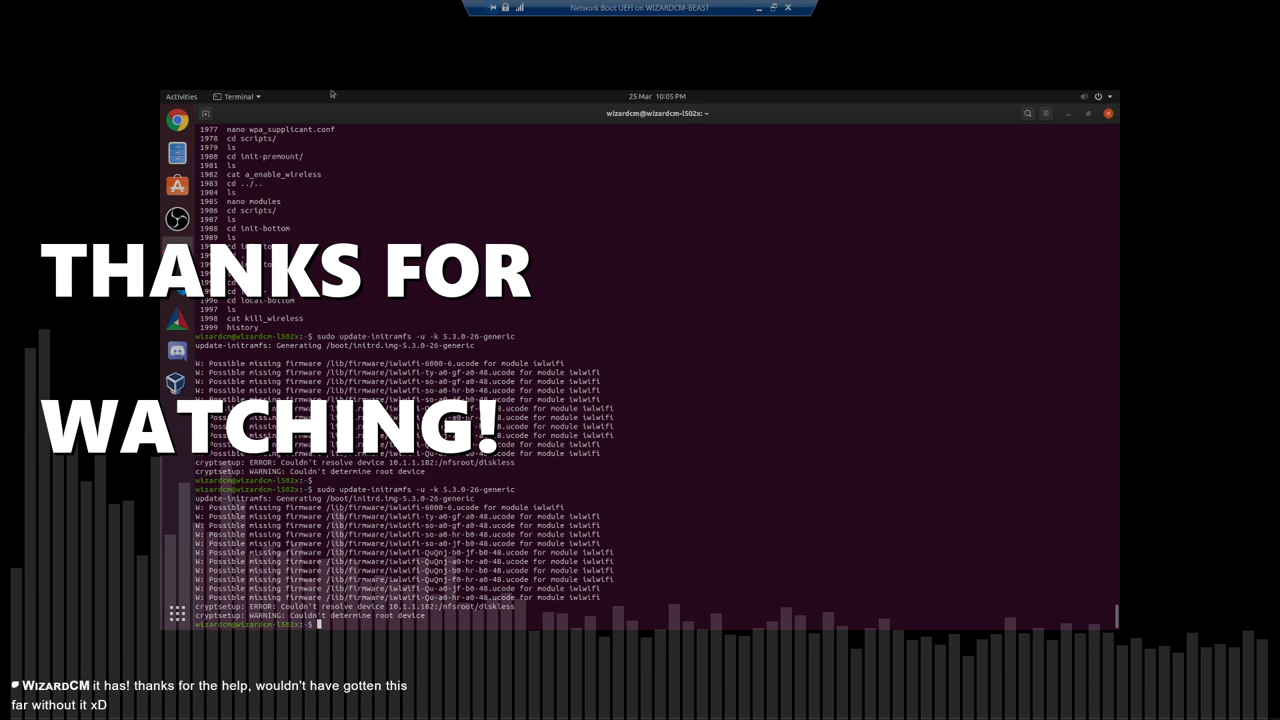 Network Boot UEFI on WIZARDCM-BEAST
Activities
Terminal
25 Mar 10:05 PM
wizardcm@wizardcm-l502x: ~
1977 nano wpa_supplicant.conf
1978 cd scripts/
1979 ls
1980 cd init-premount/
1981 ls
1982 cat a_enable_wireless
1983 cd ../..
1984 ls
1985 nano modules
1986 cd scripts/
1987 ls
1988 cd init-bottom
1989 ls
THANKS FOR
1996 cd local-bottom
1997 ls
1998 cat kill_wireless
1999 history
wizardcm@wizardcm-l502x:~$ sudo update-initramfs -u -k 5.3.0-26-generic
update-initramfs: Generating /boot/initrd.img-5.3.0-26-generic
W: Possible missing firmware /lib/firmware/iwlwifi-6000-6.ucode for module iwlwifi
W: Possible missing firmware /lib/firmware/iwlwifi-ty-a0-gf-a0-48.ucode for module iwlwifi
W: Possible missing firmware /lib/firmware/iwlwifi-so-a0-gf-a0-48.ucode for module iwlwifi
W: Possible missing firmware /lib/firmware/iwlwifi-so-a0-hr-b0-48.ucode for module iwlwifi
8.ucode for module iwlwifi
WATCHING!
cryptsetup: ERROR: Couldn't resolve device 10.1.1.182:/nfsroot/diskless
cryptsetup: WARNING: Couldn't determine root device
wizardcm@wizardcm-l502x:~$
wizardcm@wizardcm-l502x:~$ sudo update-initramfs -u -k 5.3.0-26-generic
update-initramfs: Generating /boot/initrd.img-5.3.0-26-generic
W: Possible missing firmware /lib/firmware/iwlwifi-6000-6.ucode for module iwlwifi
W: Possible missing firmware /lib/firmware/iwlwifi-ty-a0-gf-a0-48.ucode for module iwlwifi
W: Possible missing firmware /lib/firmware/iwlwifi-so-a0-gf-a0-48.ucode for module iwlwifi
W: Possible missing firmware /lib/firmware/iwlwifi-so-a0-hr-b0-48.ucode for module iwlwifi
W: Possible missing firmware /lib/firmware/iwlwifi-so-a0-jf-b0-48.ucode for module iwlwifi
W: Possible missing firmware /lib/firmware/iwlwifi-QuQnj-b0-jf-b0-48.ucode for module iwlwifi
W: Possible missing firmware /lib/firmware/iwlwifi-QuQnj-a0-hr-a0-48.ucode for module iwlwifi
W: Possible missing firmware /lib/firmware/iwlwifi-QuQnj-b0-hr-b0-48.ucode for module iwlwifi
W: Possible missing firmware /lib/firmware/iwlwifi-QuQnj-f0-hr-a0-48.ucode for module iwlwifi
W: Possible missing firmware /lib/firmware/iwlwifi-Qu-a0-jf-b0-48.ucode for module iwlwifi
W: Possible missing firmware /lib/firmware/iwlwifi-Qu-a0-hr-a0-48.ucode for module iwlwifi
cryptsetup: ERROR: Couldn't resolve device 10.1.1.182:/nfsroot/diskless
cryptsetup: WARNING: Couldn't determine root device
wizardcm@wizardcm-l502x:~$
WizardCM it has! thanks for the help, wouldn't have gotten this
far without it xD